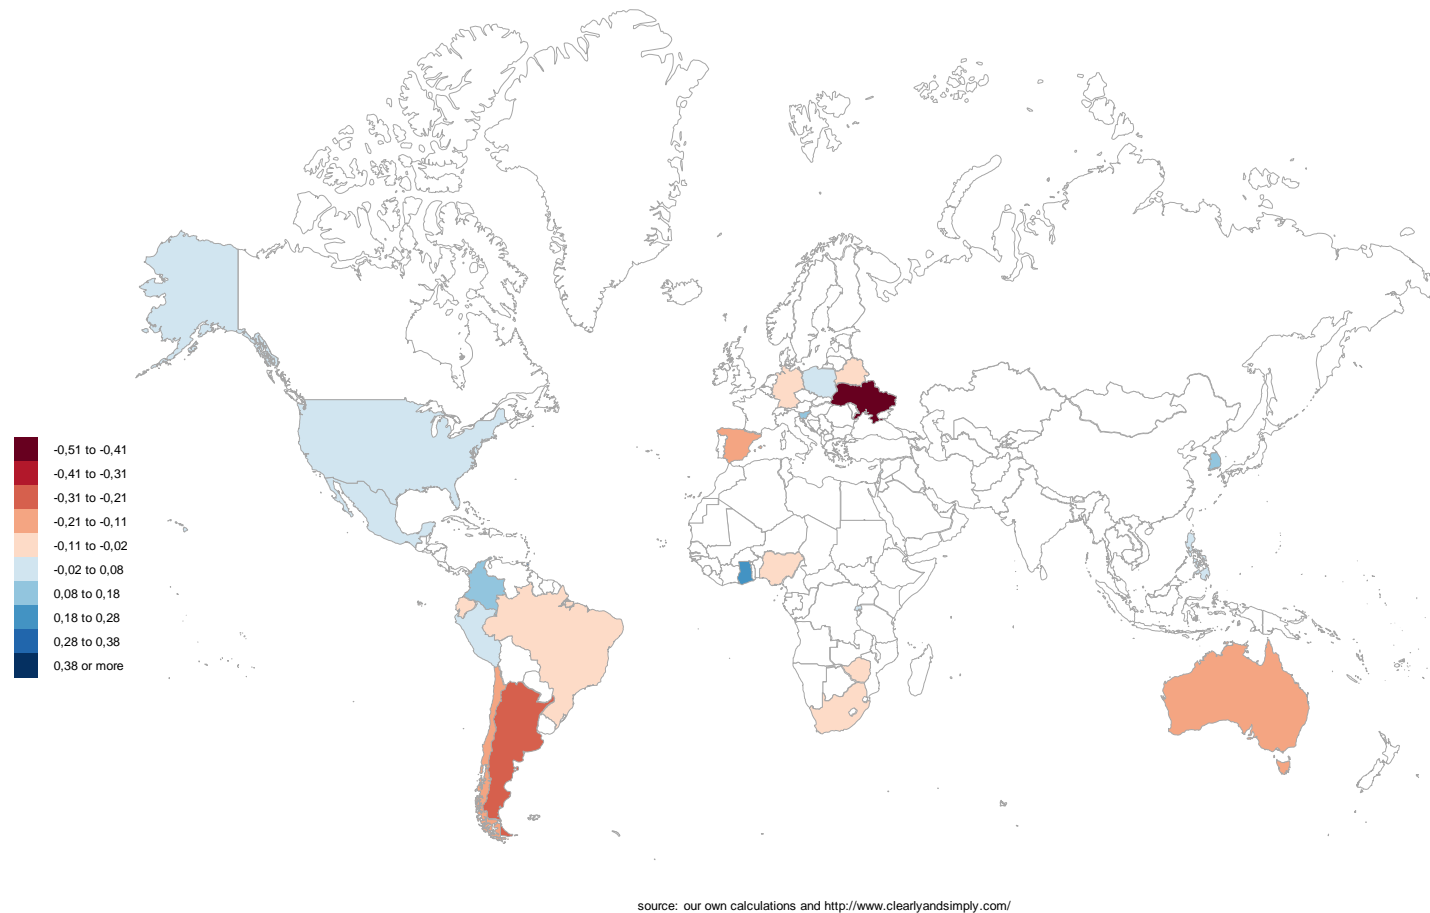 -0,51 to -0,41
-0,41 to -0,31
-0,31 to -0,21
-0,21 to -0,11
-0,11 to -0,02
-0,02 to 0,08
0,08 to 0,18
0,18 to 0,28
0,28 to 0,38
0,38 or more
source: our own calculations and http://www.clearlyandsimply.com/